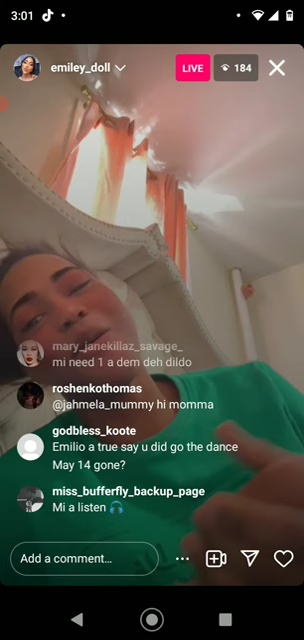 3:01
emiley_doll
LIVE
184
mary_janekillaz_savage_
mi need 1 a dem deh dildo
roshenkothomas
@jahmela_mummy hi momma
godbless_koote
Emilio a true say u did go the dance
May 14 gone?
miss_bufferfly_backup_page
Mi a listen 🎧
Add a comment...